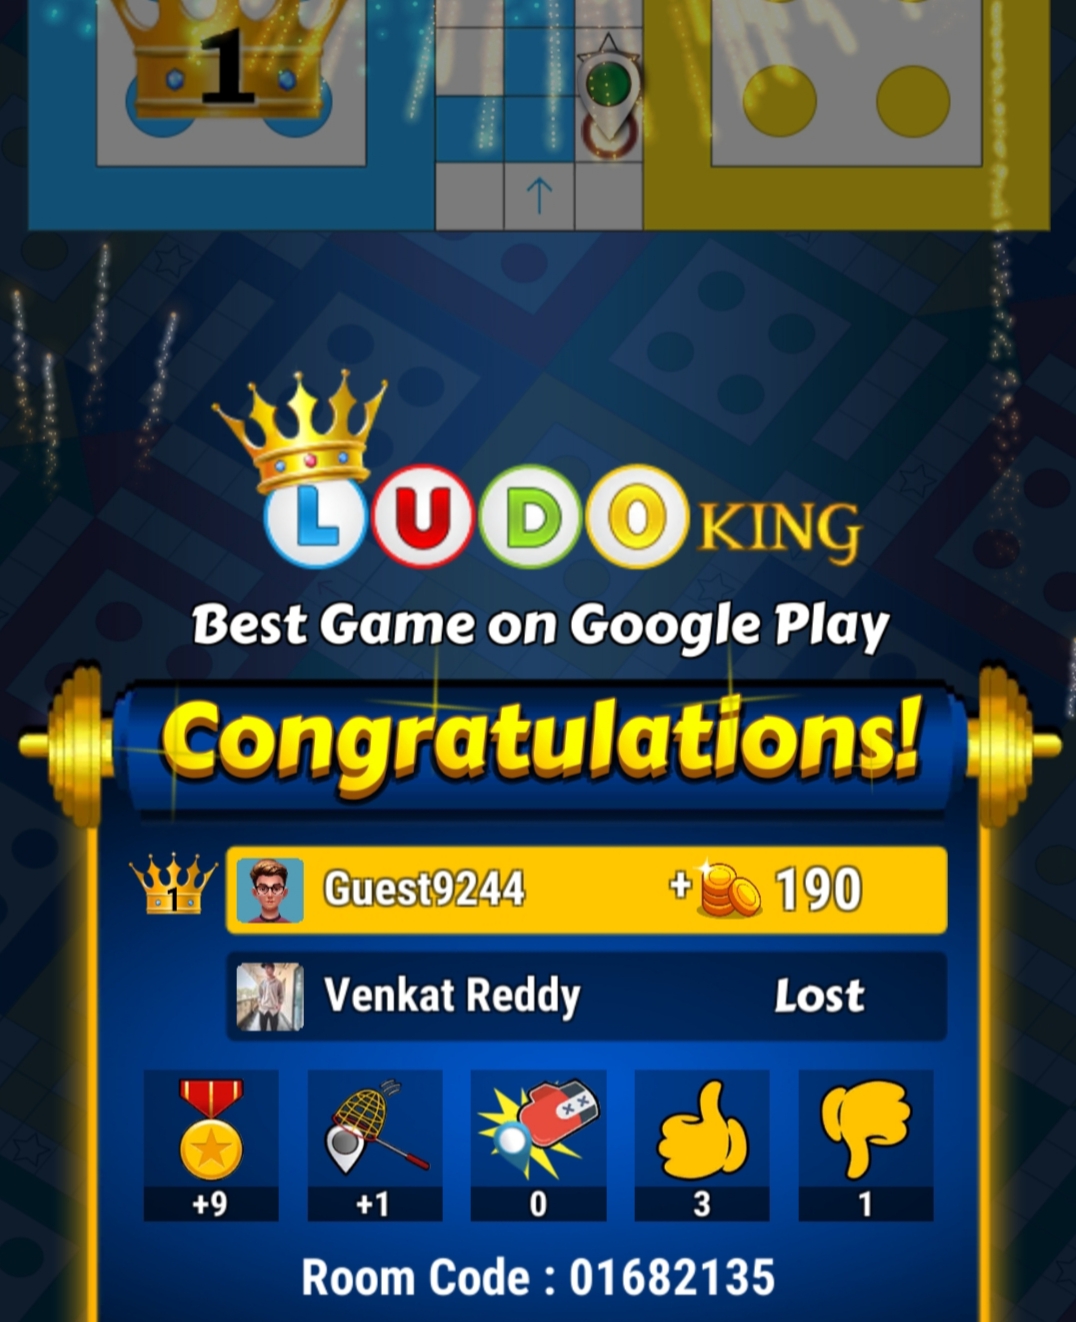 1
LUDO KING
Best Game on Google Play
Congratulations!
1 Guest9244 + 190
Venkat Reddy Lost
+9 +1 0 3 1
Room Code : 01682135